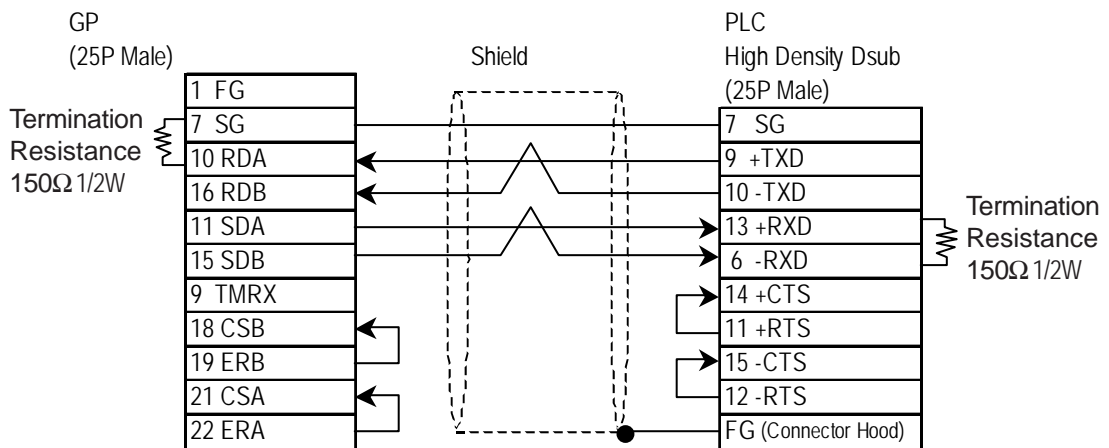 GP
(25P Male)
Shield
PLC
High Density Dsub
(25P Male)
Termination
Resistance
150Ω 1/2W
1 FG
7 SG
10 RDA
16 RDB
11 SDA
15 SDB
9 TMRX
18 CSB
19 ERB
21 CSA
22 ERA
7 SG
9 +TXD
10 -TXD
13 +RXD
6 -RXD
14 +CTS
11 +RTS
15 -CTS
12 -RTS
FG (Connector Hood)
Termination
Resistance
150Ω 1/2W